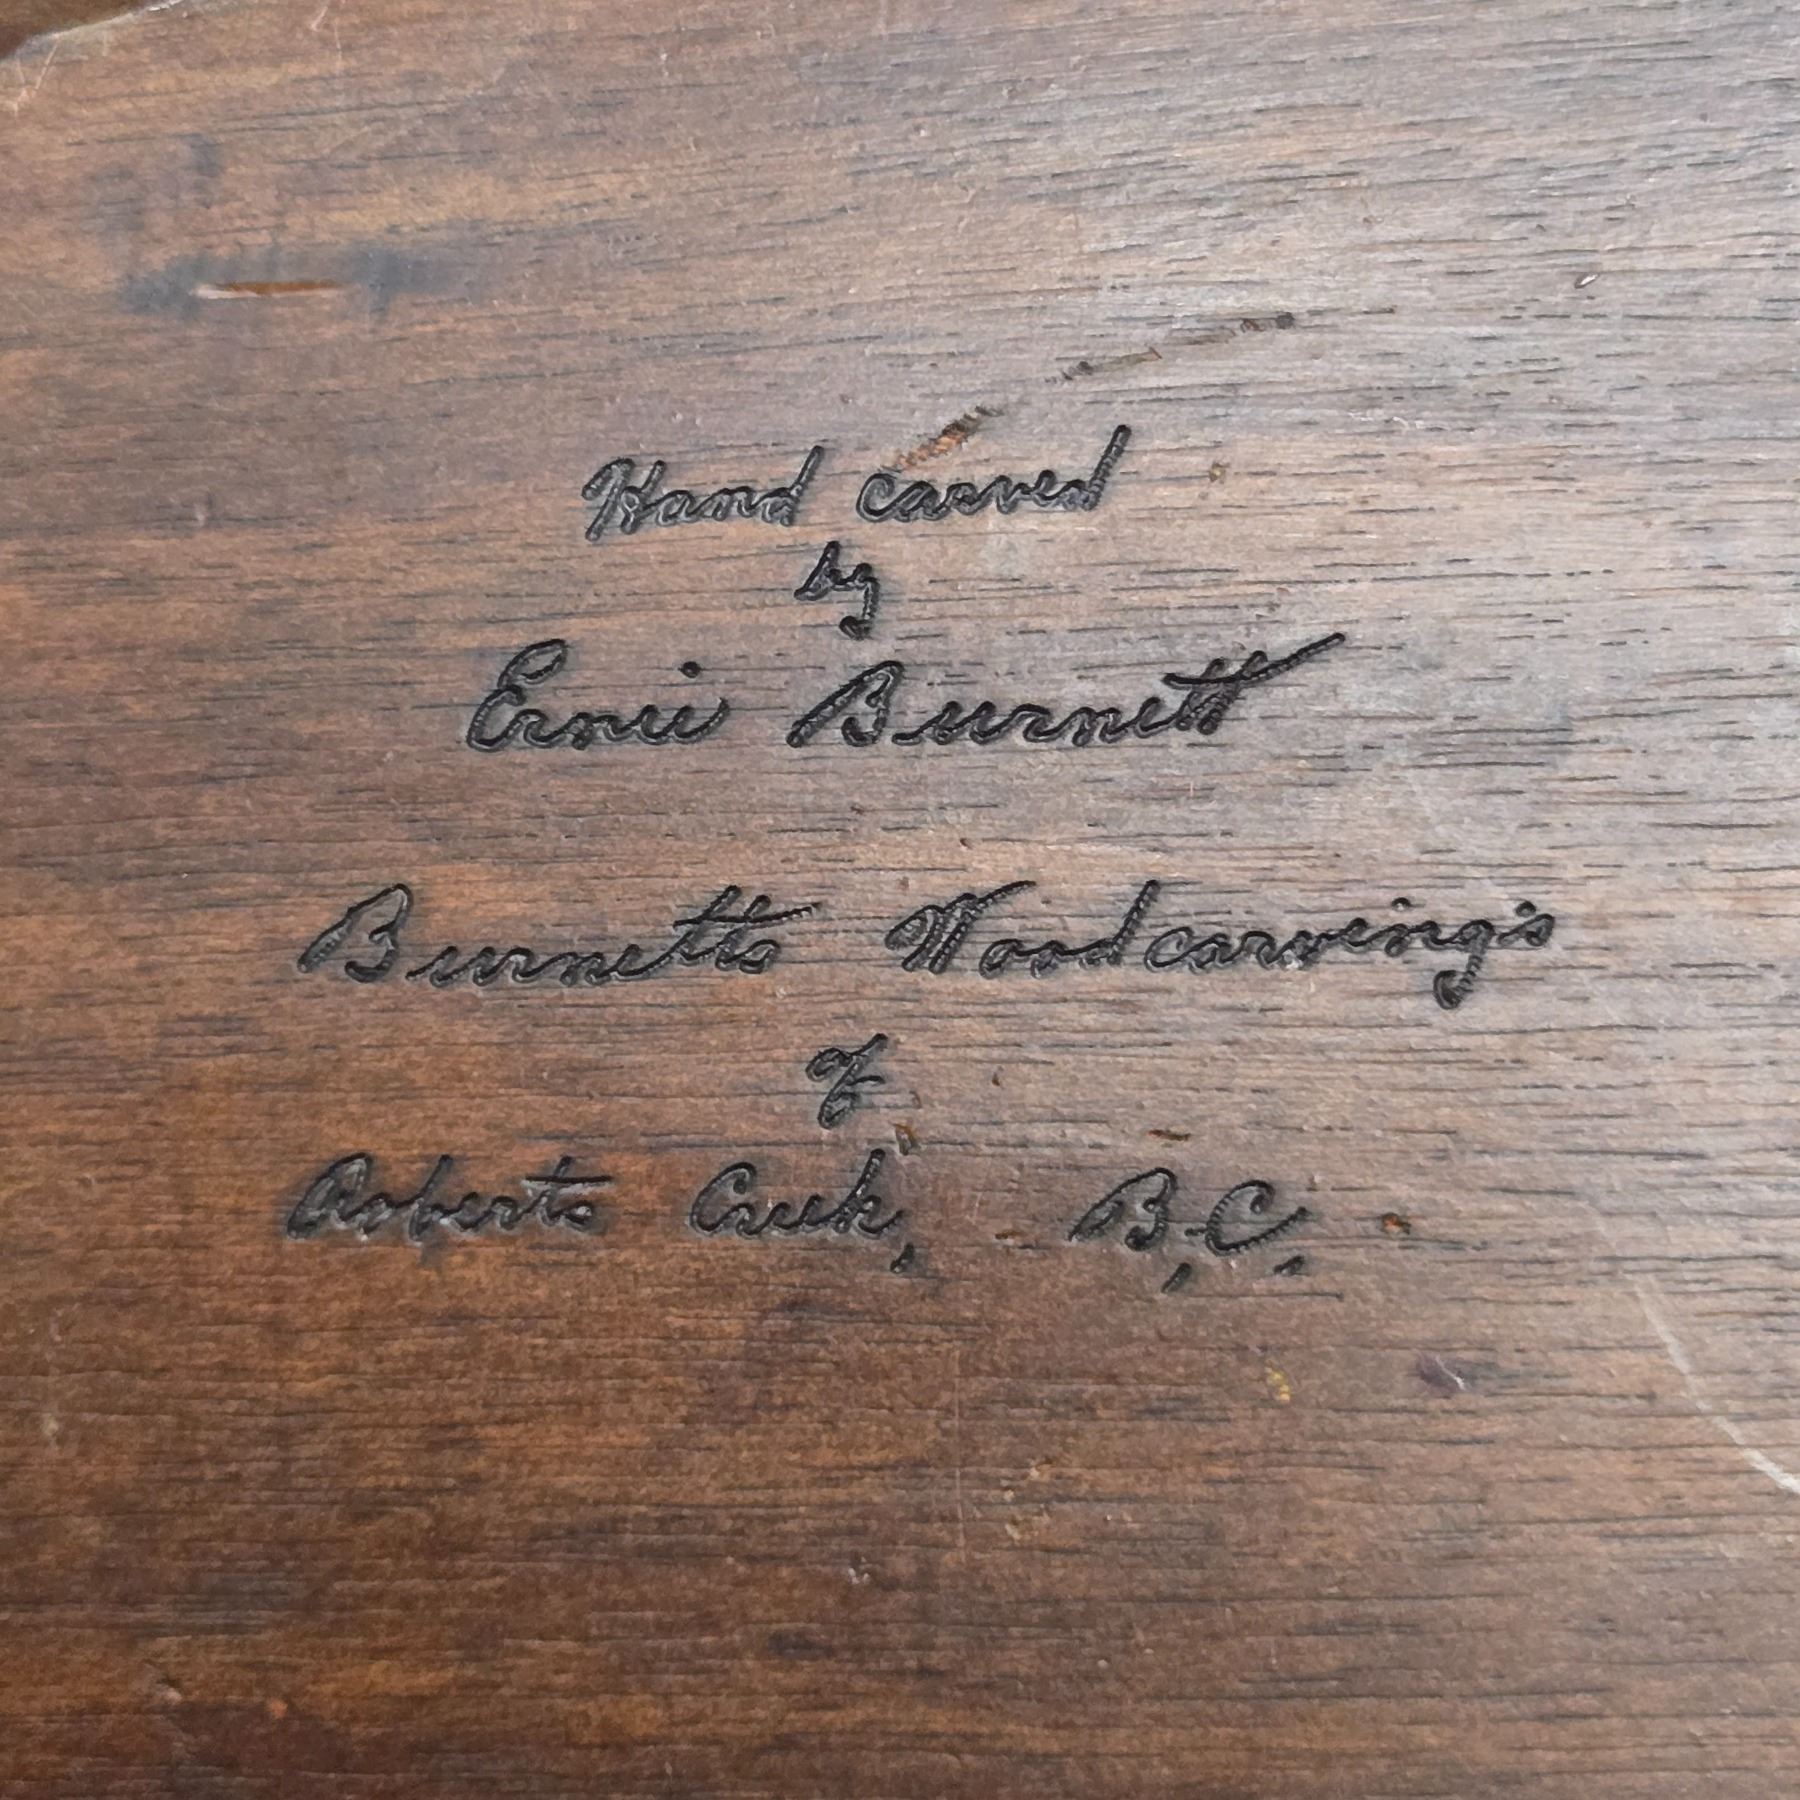 Hand carved
by
Ernie Burnett
Burnetts Woodcarvings
of
Roberts Creek, B.C.